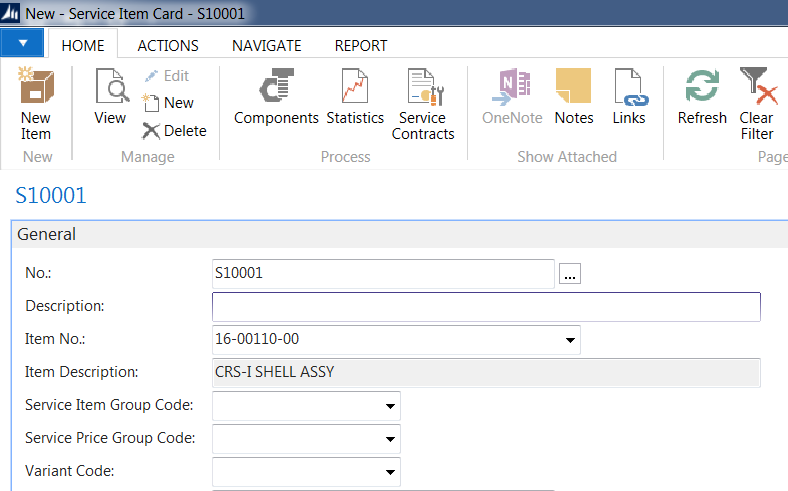 New - Service Item Card - S10001
HOME ACTIONS NAVIGATE REPORT
New Item
View
Edit
New
Delete
Components
Statistics
Service Contracts
OneNote
Notes
Links
Refresh
Clear Filter
New
Manage
Process
Show Attached
Page
S10001
General
No.: S10001 ...
Description:
Item No.: 16-00110-00
Item Description: CRS-I SHELL ASSY
Service Item Group Code:
Service Price Group Code:
Variant Code: